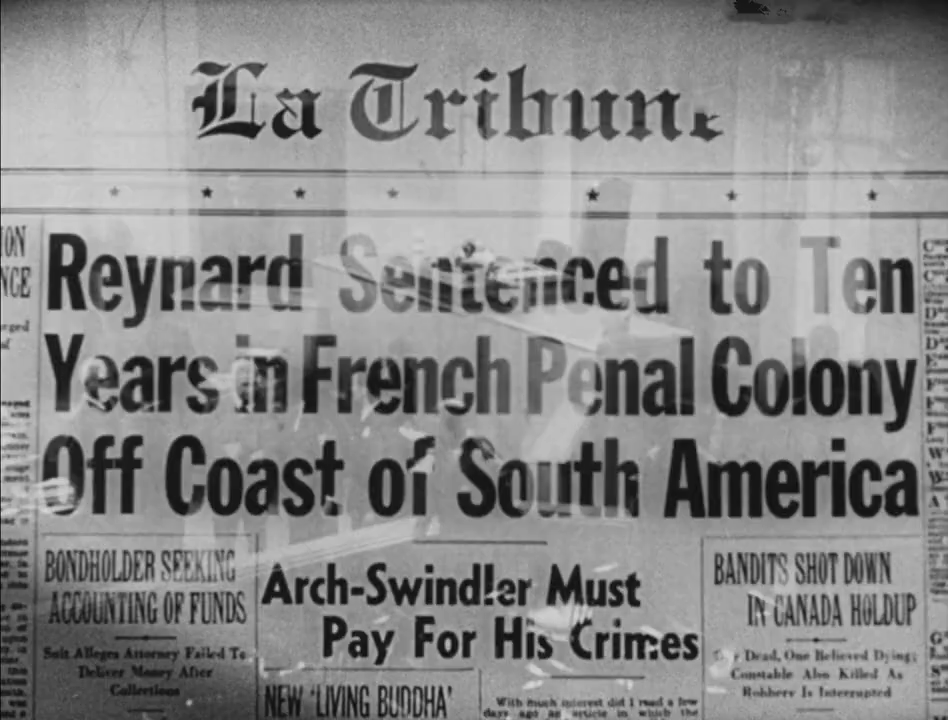 La Tribune
Reynard Sentenced to Ten
Years in French Penal Colony
Off Coast of South America
BONDHOLDER SEEKING
ACCOUNTING OF FUNDS
Suit Alleges Attorney Failed To
Deliver Money After
Collections
Arch-Swindler Must
Pay For His Crimes
NEW 'LIVING BUDDHA'
With much interest did I read a few
days ago an article in which the
BANDITS SHOT DOWN
IN CANADA HOLDUP
Dead, One Believed Dying;
Constable Also Killed As
Robbery Is Interrupted